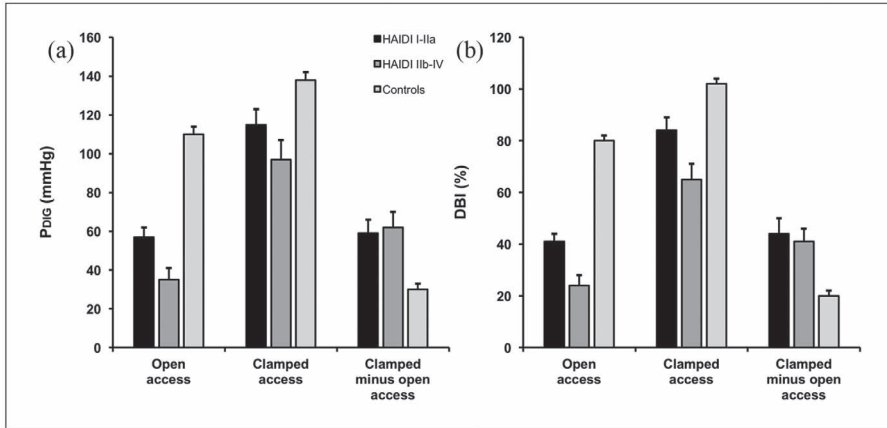 (a)
HAIDI I-IIa
HAIDI IIb-IV
Controls
PDIG (mmHg)
160
140
120
100
80
60
40
20
0
Open access
Clamped access
Clamped minus open access
(b)
DBI (%)
120
100
80
60
40
20
0
Open access
Clamped access
Clamped minus open access